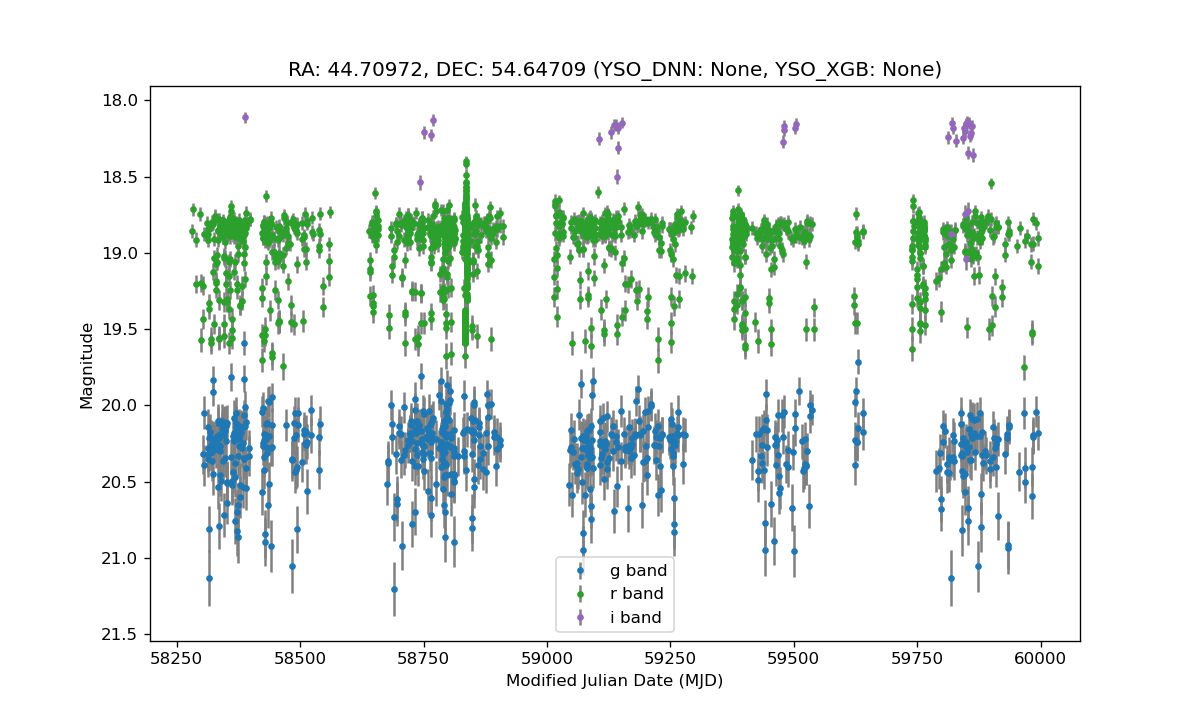 RA: 44.70972, DEC: 54.64709 (YSO_DNN: None, YSO_XGB: None)
18.0
18.5
19.0
19.5
20.0
20.5
21.0
21.5
Magnitude
g band
r band
i band
58250 58500 58750 59000 59250 59500 59750 60000
Modified Julian Date (MJD)